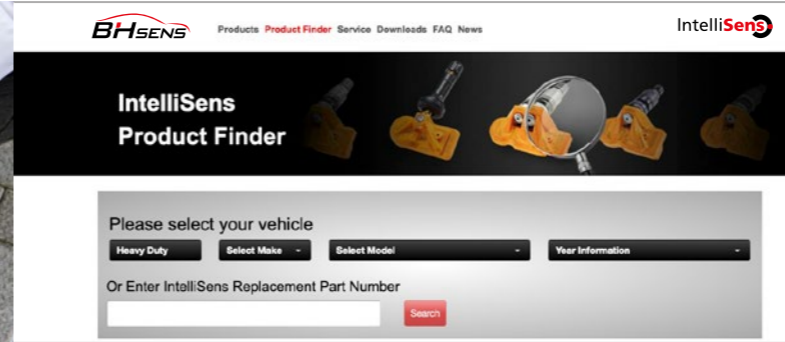 BHSENS
Products Product Finder Service Downloads FAQ News
IntelliSens
IntelliSens
Product Finder
Please select your vehicle
Heavy Duty
Select Make
Select Model
Year Information
Or Enter IntelliSens Replacement Part Number
Search